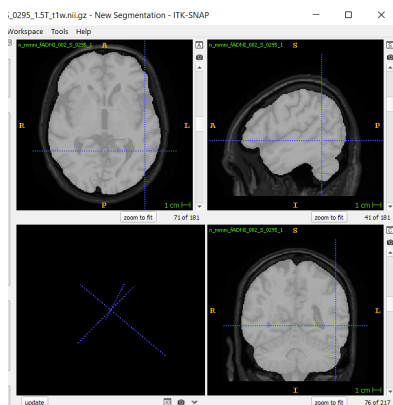 _0295_1.5T_t1w.nii.gz - New Segmentation - ITK-SNAP
Workspace Tools Help
A
R
L
P
1 cm
zoom to fit
71 of 181
S
A
P
I
1 cm
zoom to fit
41 of 181
update
S
R
L
I
1 cm
zoom to fit
76 of 217